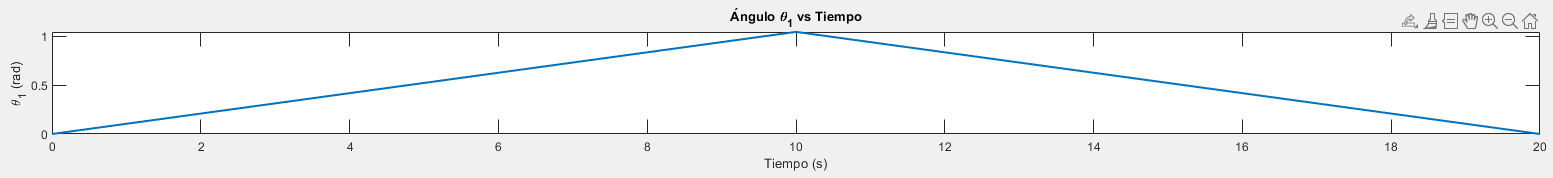 Ángulo θ1 vs Tiempo
θ1 (rad)
1
0.5
0
0 2 4 6 8 10 12 14 16 18 20
Tiempo (s)